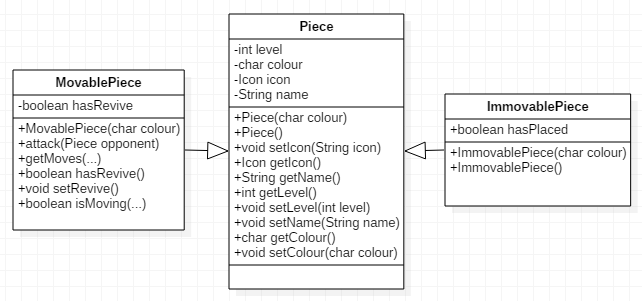 MovablePiece
-boolean hasRevive
+MovablePiece(char colour)
+attack(Piece opponent)
+getMoves(...)
+boolean hasRevive()
+void setRevive()
+boolean isMoving(...)
Piece
-int level
-char colour
-Icon icon
-String name
+Piece(char colour)
+Piece()
+void setIcon(String icon)
+Icon getIcon()
+String getName()
+int getLevel()
+void setLevel(int level)
+void setName(String name)
+char getColour()
+void setColour(char colour)
ImmovablePiece
+boolean hasPlaced
+ImmovablePiece(char colour)
+ImmovablePiece()